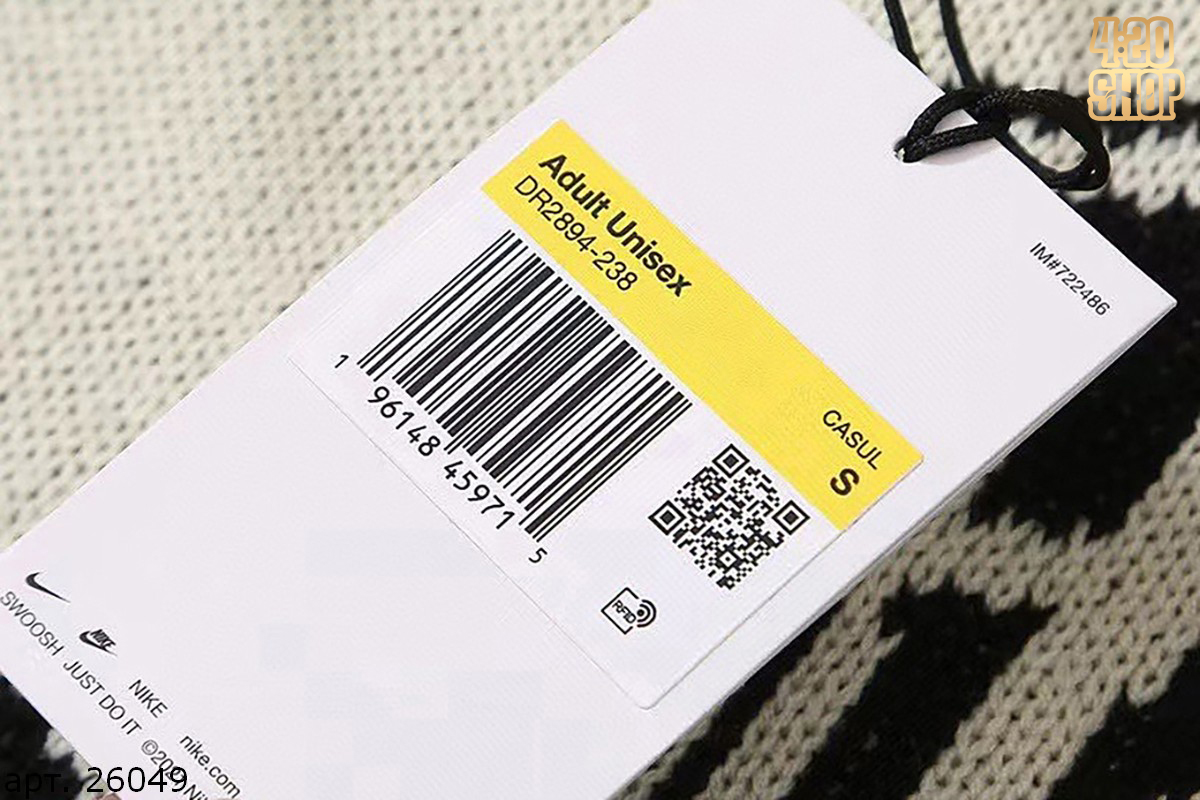 4:20
SHOP
IM#722486
Adult Unisex
DR2894-238
CASUL
S
1 96148 45971 5
RFID
NIKE
SWOOSH JUST DO IT NIKE nike.com
арт. 26049